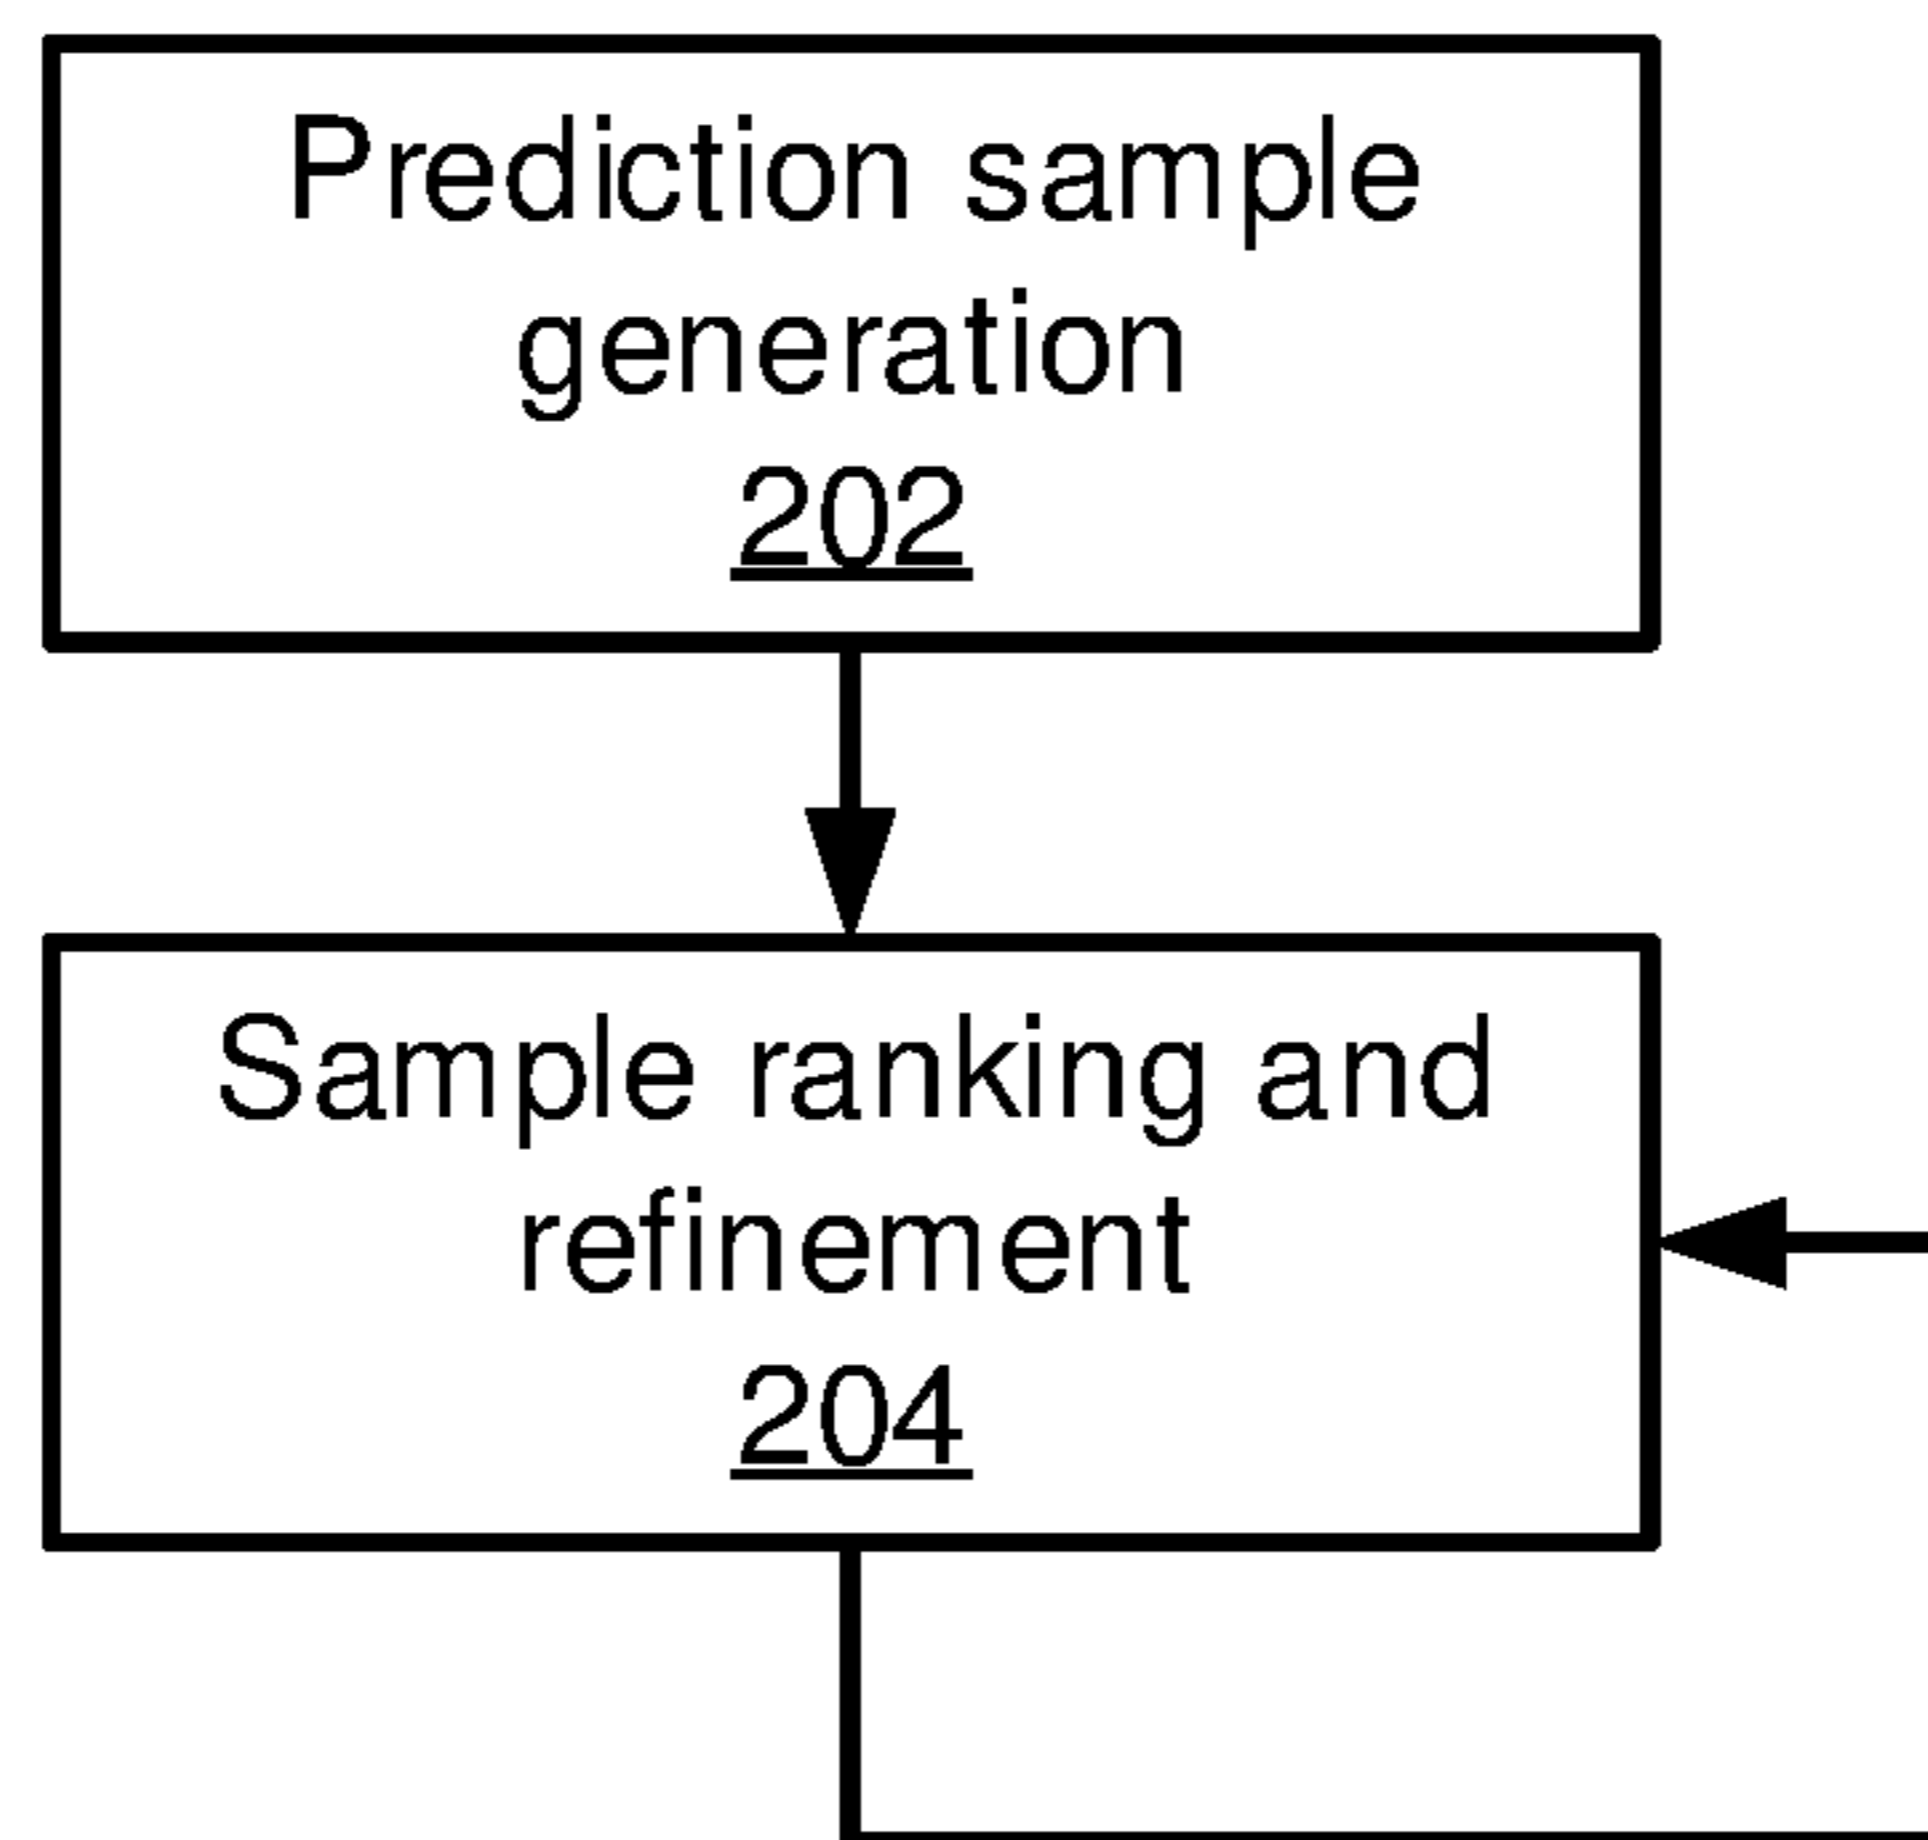 Prediction sample
generation
202
Sample ranking and
refinement
204